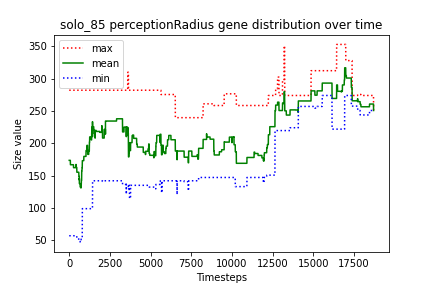 solo_85 perceptionRadius gene distribution over time
max
mean
min
Size value
350
300
250
200
150
100
50
0 2500 5000 7500 10000 12500 15000 17500
Timesteps